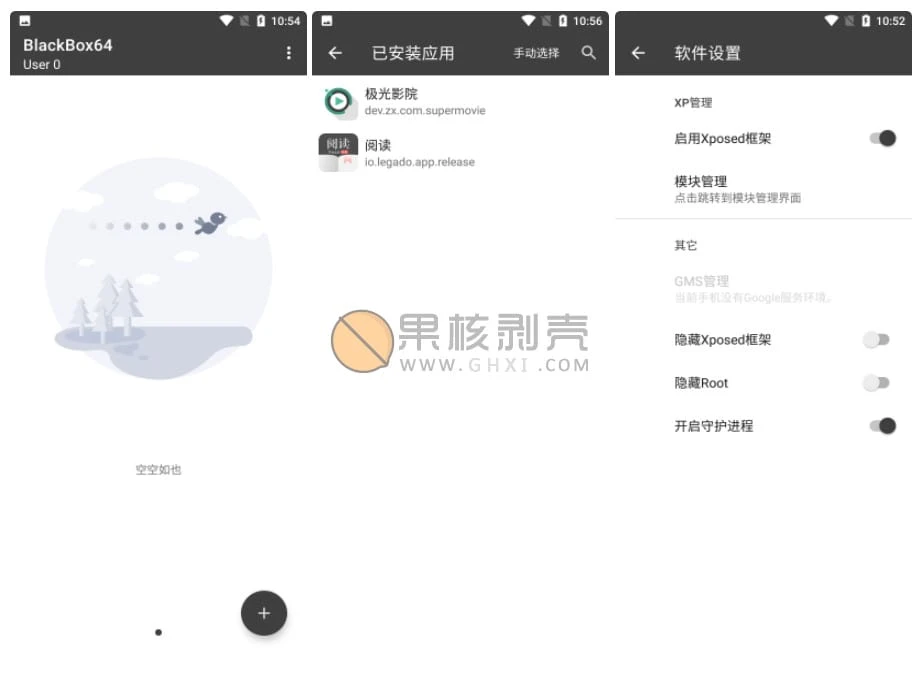 10:54
BlackBox64
User 0
空空如也
10:56
已安装应用
手动选择
极光影院
dev.zx.com.supermovie
阅读
阅读
io.legado.app.release
果核剥壳
WWW.GHXI.COM
10:52
软件设置
XP管理
启用Xposed框架
模块管理
点击跳转到模块管理界面
其它
GMS管理
当前手机没有Google服务环境。
隐藏Xposed框架
隐藏Root
开启守护进程